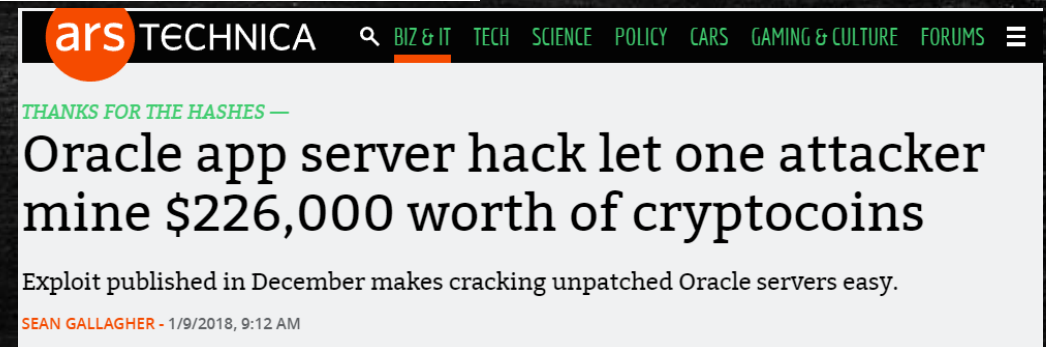 ars TECHNICA BIZ & IT TECH SCIENCE POLICY CARS GAMING & CULTURE FORUMS
THANKS FOR THE HASHES —
Oracle app server hack let one attacker
mine $226,000 worth of cryptocoins
Exploit published in December makes cracking unpatched Oracle servers easy.
SEAN GALLAGHER - 1/9/2018, 9:12 AM